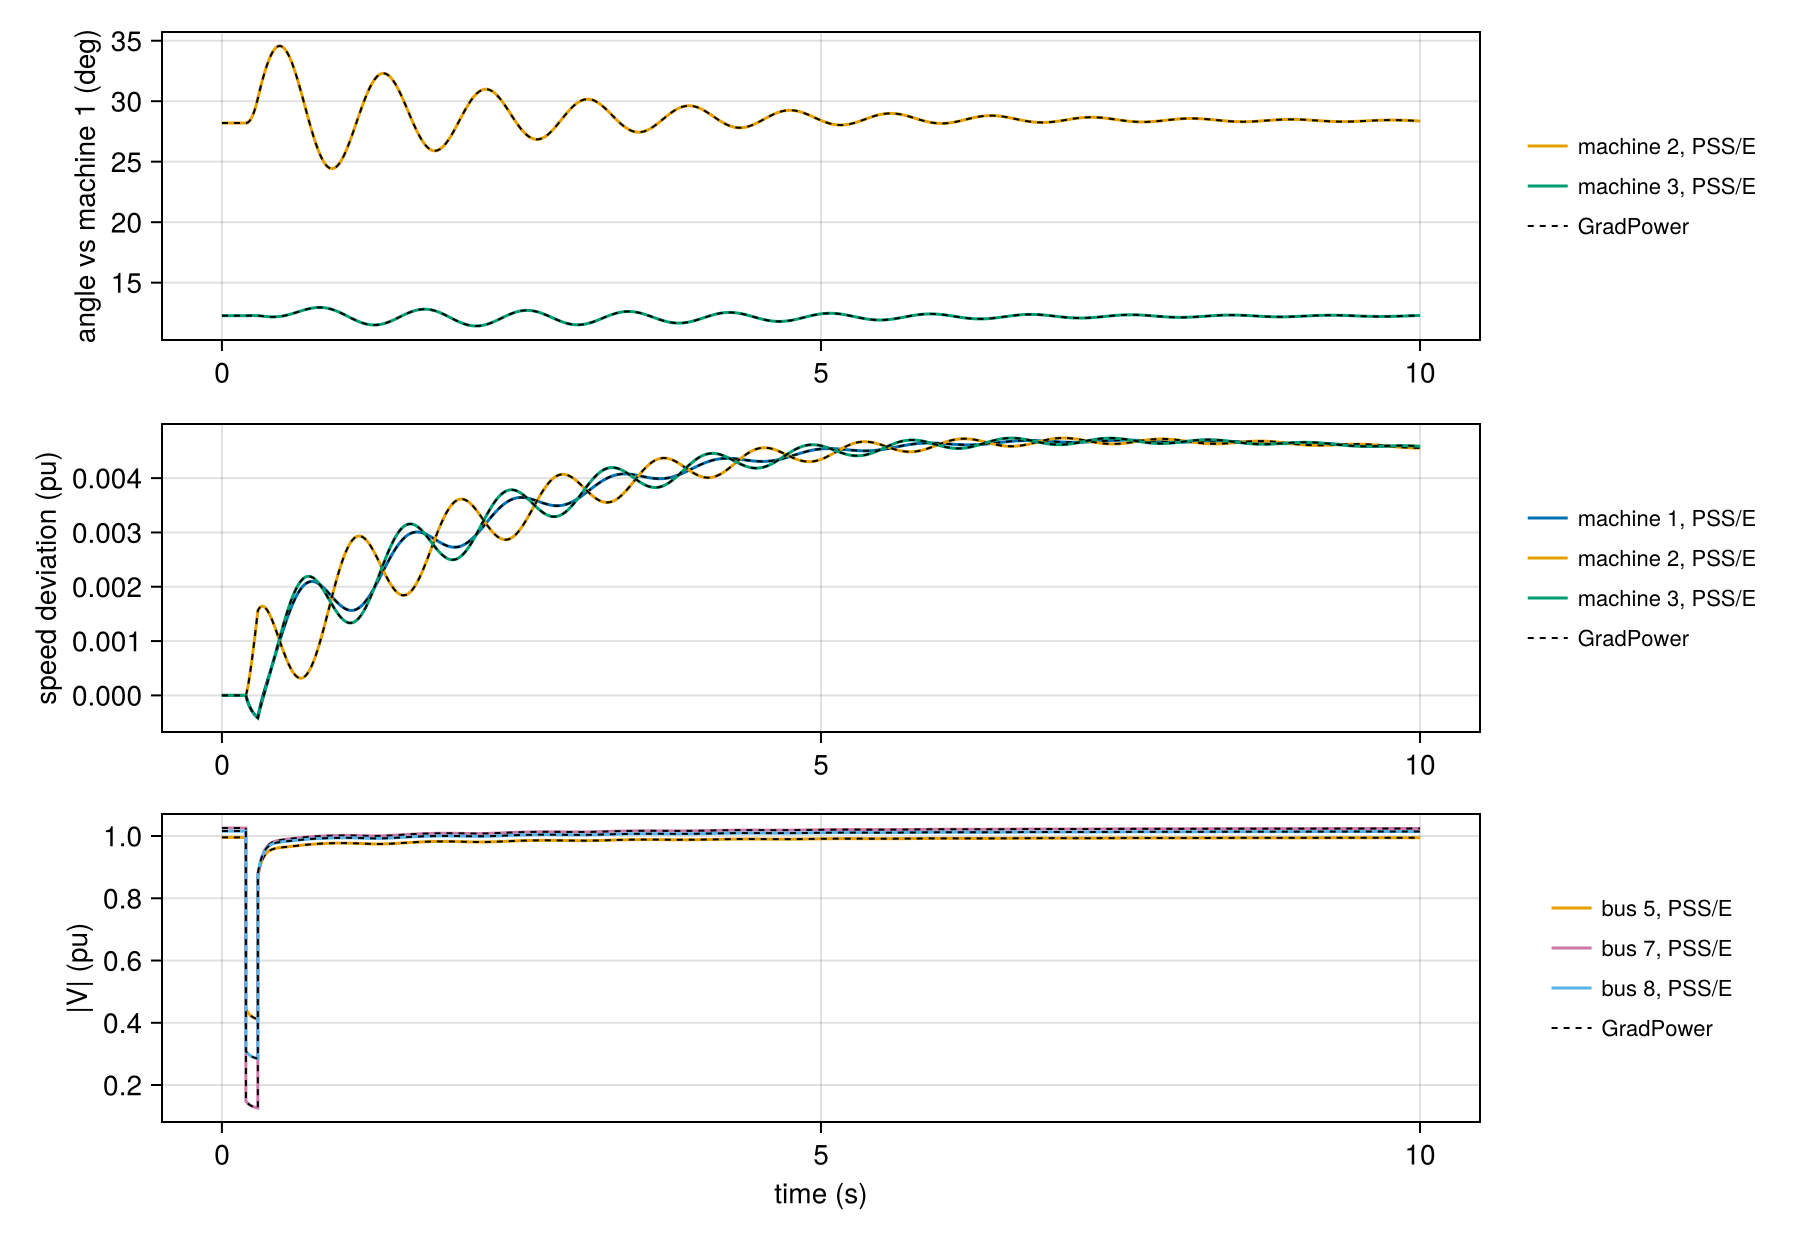 angle vs machine 1 (deg)
35
30
25
20
15
0
5
10
machine 2, PSS/E
machine 3, PSS/E
GradPower
speed deviation (pu)
0.004
0.003
0.002
0.001
0.000
0
5
10
machine 1, PSS/E
machine 2, PSS/E
machine 3, PSS/E
GradPower
|V| (pu)
1.0
0.8
0.6
0.4
0.2
0
5
10
time (s)
bus 5, PSS/E
bus 7, PSS/E
bus 8, PSS/E
GradPower